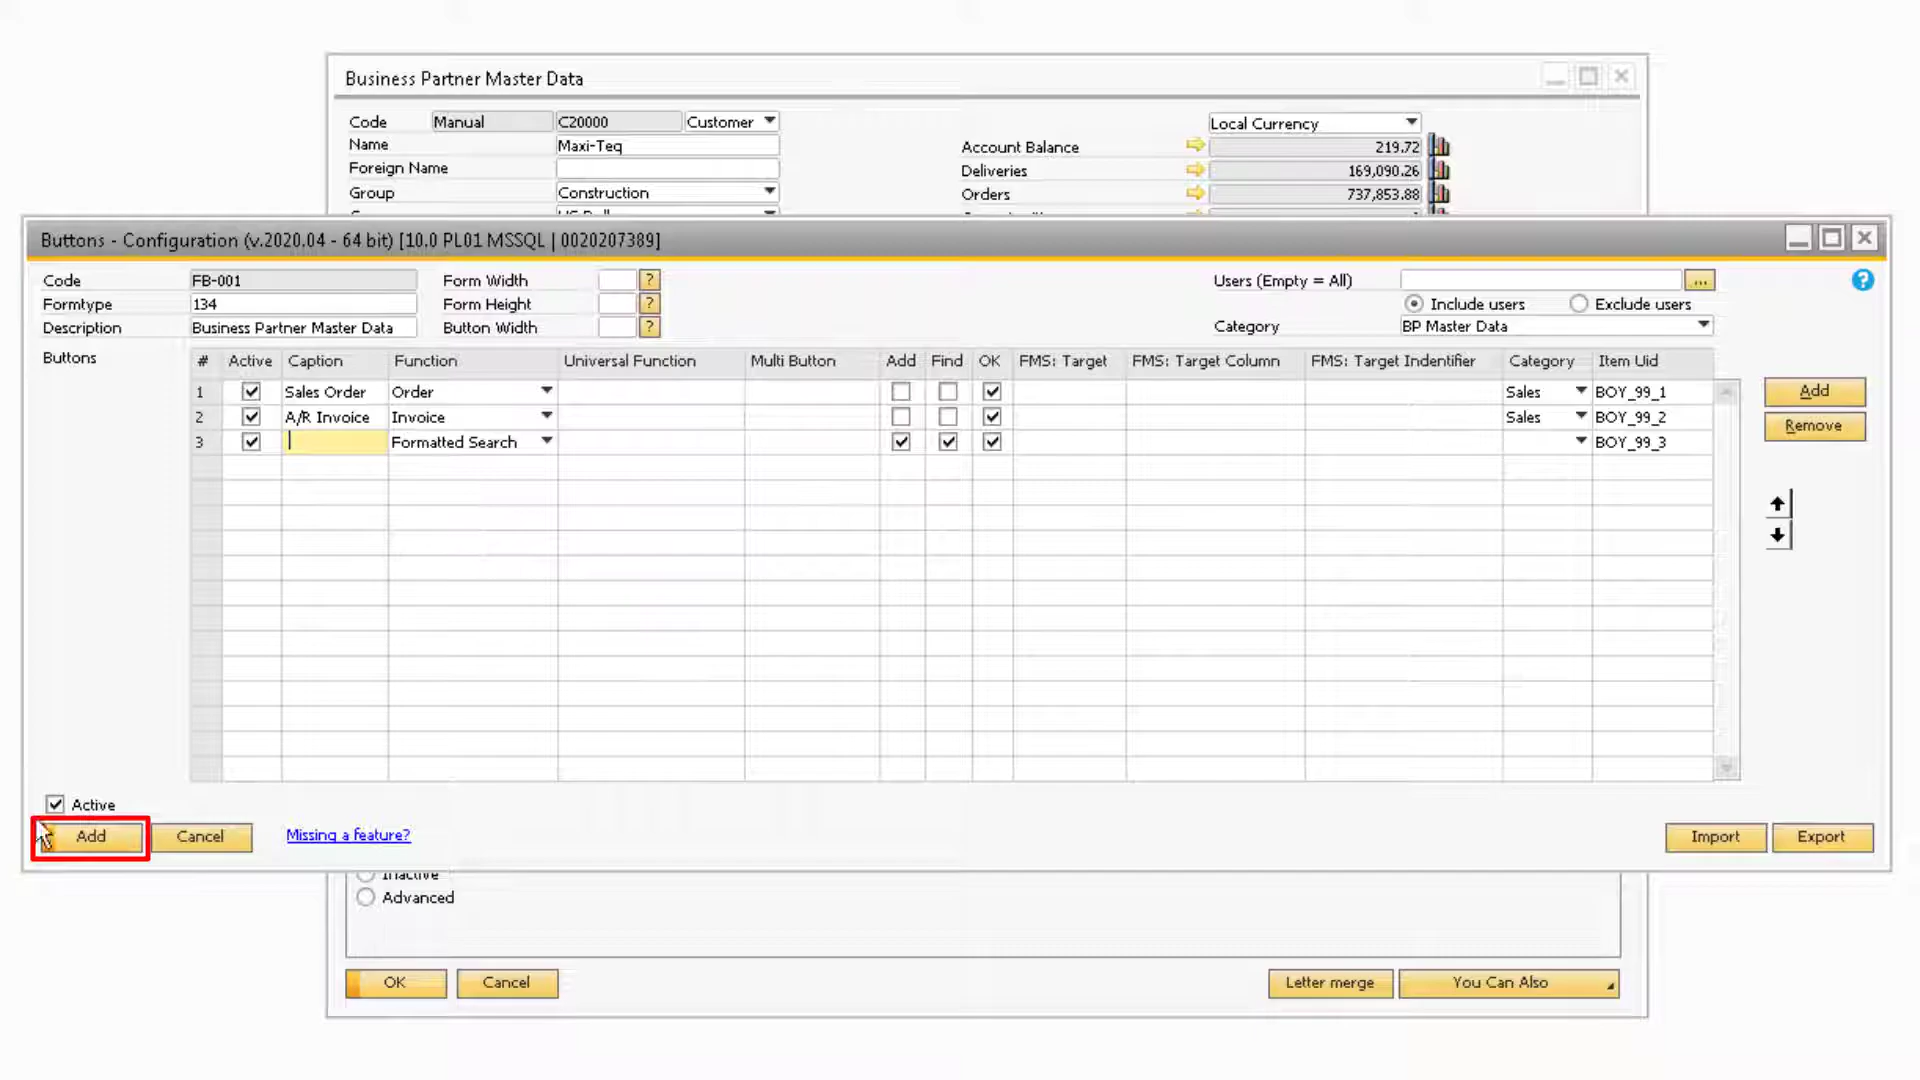 Business Partner Master Data
Code Manual C20000 Customer
Local Currency
Name Maxi-Teq
Account Balance 219.72
Foreign Name
Deliveries 169,090.26
Group Construction
Orders 737,853.88
Buttons - Configuration (v.2020.04 - 64 bit) [10.0 PL01 MSSQL | 0020207389]
Code FB-001 Form Width ? Users (Empty = All) ... ?
Formtype 134 Form Height ? Include users Exclude users
Description Business Partner Master Data Button Width ? Category BP Master Data
Buttons # Active Caption Function Universal Function Multi Button Add Find OK FMS: Target FMS: Target Column FMS: Target Indentifier Category Item Uid
1 Sales Order Order Sales BOY_99_1 Add
2 A/R Invoice Invoice Sales BOY_99_2 Remove
3 Formatted Search BOY_99_3
Active
Add Cancel Missing a feature? Import Export
Inactive
Advanced
OK Cancel Letter merge You Can Also